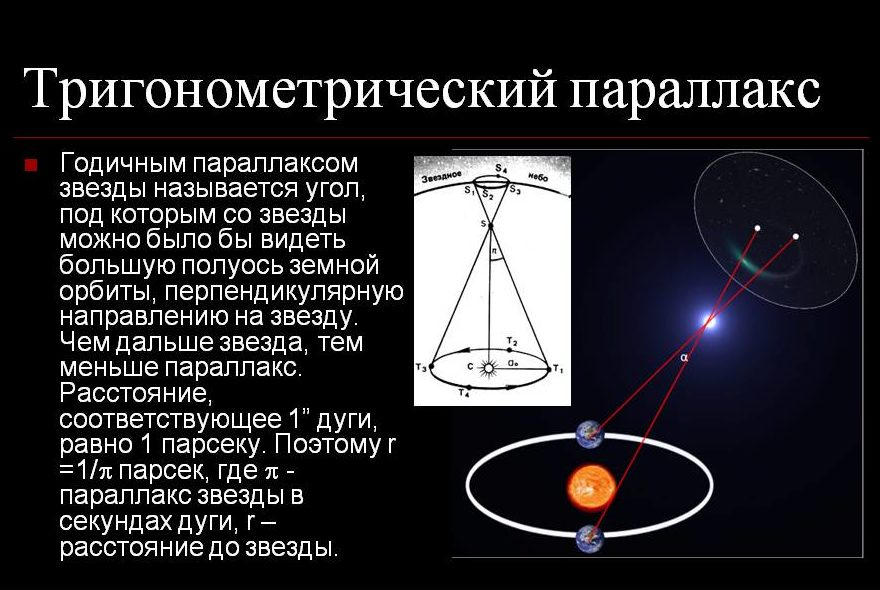 Тригонометрический параллакс
Годичным параллаксом
звезды называется угол,
под которым со звезды
можно было бы видеть
большую полуось земной
орбиты, перпендикулярную
направлению на звезду.
Чем дальше звезда, тем
меньше параллакс.
Расстояние,
соответствующее 1” дуги,
равно 1 парсеку. Поэтому r
=1/π парсек, где π -
параллакс звезды в
секундах дуги, r –
расстояние до звезды.
Звездное небо
S₄
S₁ S₂ S₃
S
π
T₂
T₃ C a₀ T₁
T₄
α